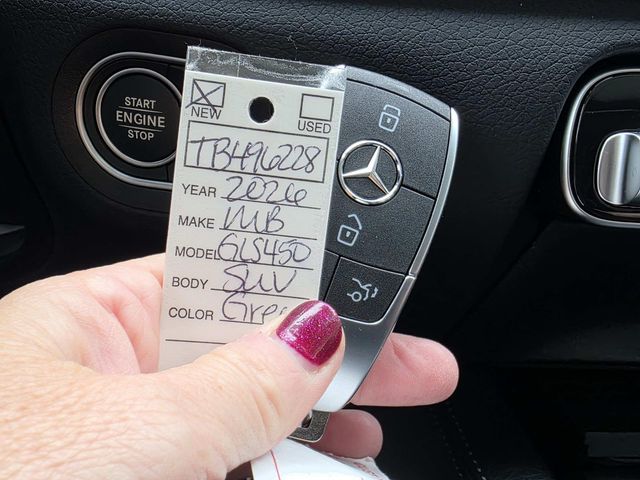 START
ENGINE
STOP
NEW
USED
TB496228
YEAR 2026
MAKE MB
MODEL GLS450
BODY SUV
COLOR